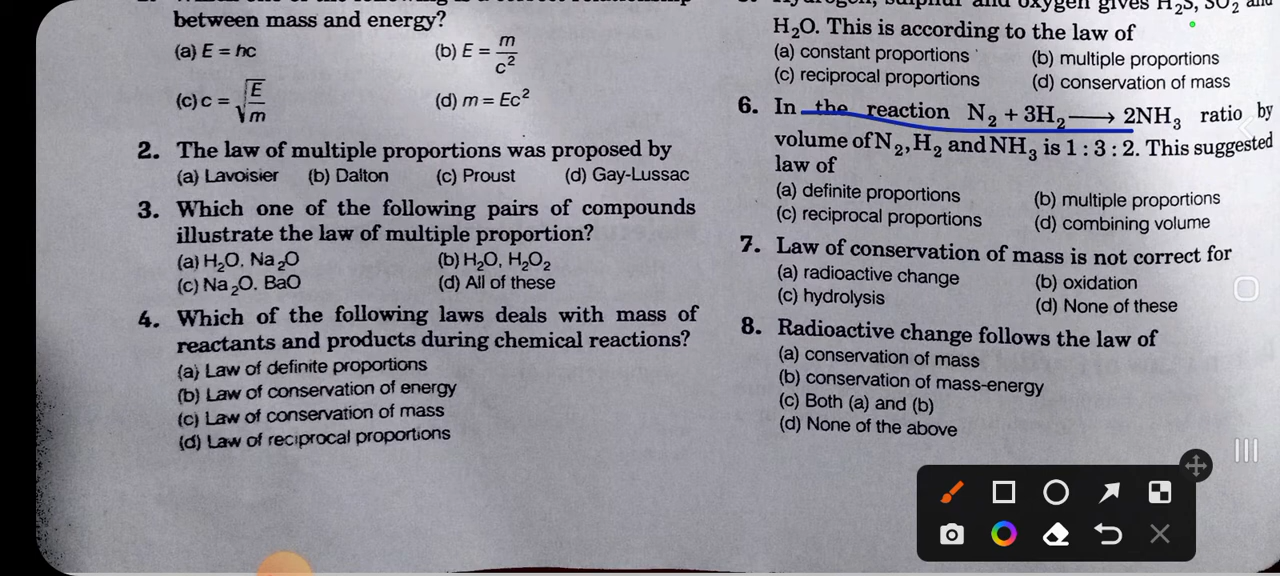 between mass and energy?
(a) E = hc
(b) E = m/c²
(c) c = √(E/m)
(d) m = Ec²
2. The law of multiple proportions was proposed by
(a) Lavoisier (b) Dalton (c) Proust (d) Gay-Lussac
3. Which one of the following pairs of compounds
illustrate the law of multiple proportion?
(a) H₂O, Na₂O (b) H₂O, H₂O₂
(c) Na₂O, BaO (d) All of these
4. Which of the following laws deals with mass of
reactants and products during chemical reactions?
(a) Law of definite proportions
(b) Law of conservation of energy
(c) Law of conservation of mass
(d) Law of reciprocal proportions
and oxygen gives H₂S, SO₂ and
H₂O. This is according to the law of
(a) constant proportions (b) multiple proportions
(c) reciprocal proportions (d) conservation of mass
6. In the reaction N₂ + 3H₂ ⟶ 2NH₃ ratio by
volume of N₂, H₂ and NH₃ is 1 : 3 : 2. This suggested
law of
(a) definite proportions (b) multiple proportions
(c) reciprocal proportions (d) combining volume
7. Law of conservation of mass is not correct for
(a) radioactive change (b) oxidation
(c) hydrolysis (d) None of these
8. Radioactive change follows the law of
(a) conservation of mass
(b) conservation of mass-energy
(c) Both (a) and (b)
(d) None of the above